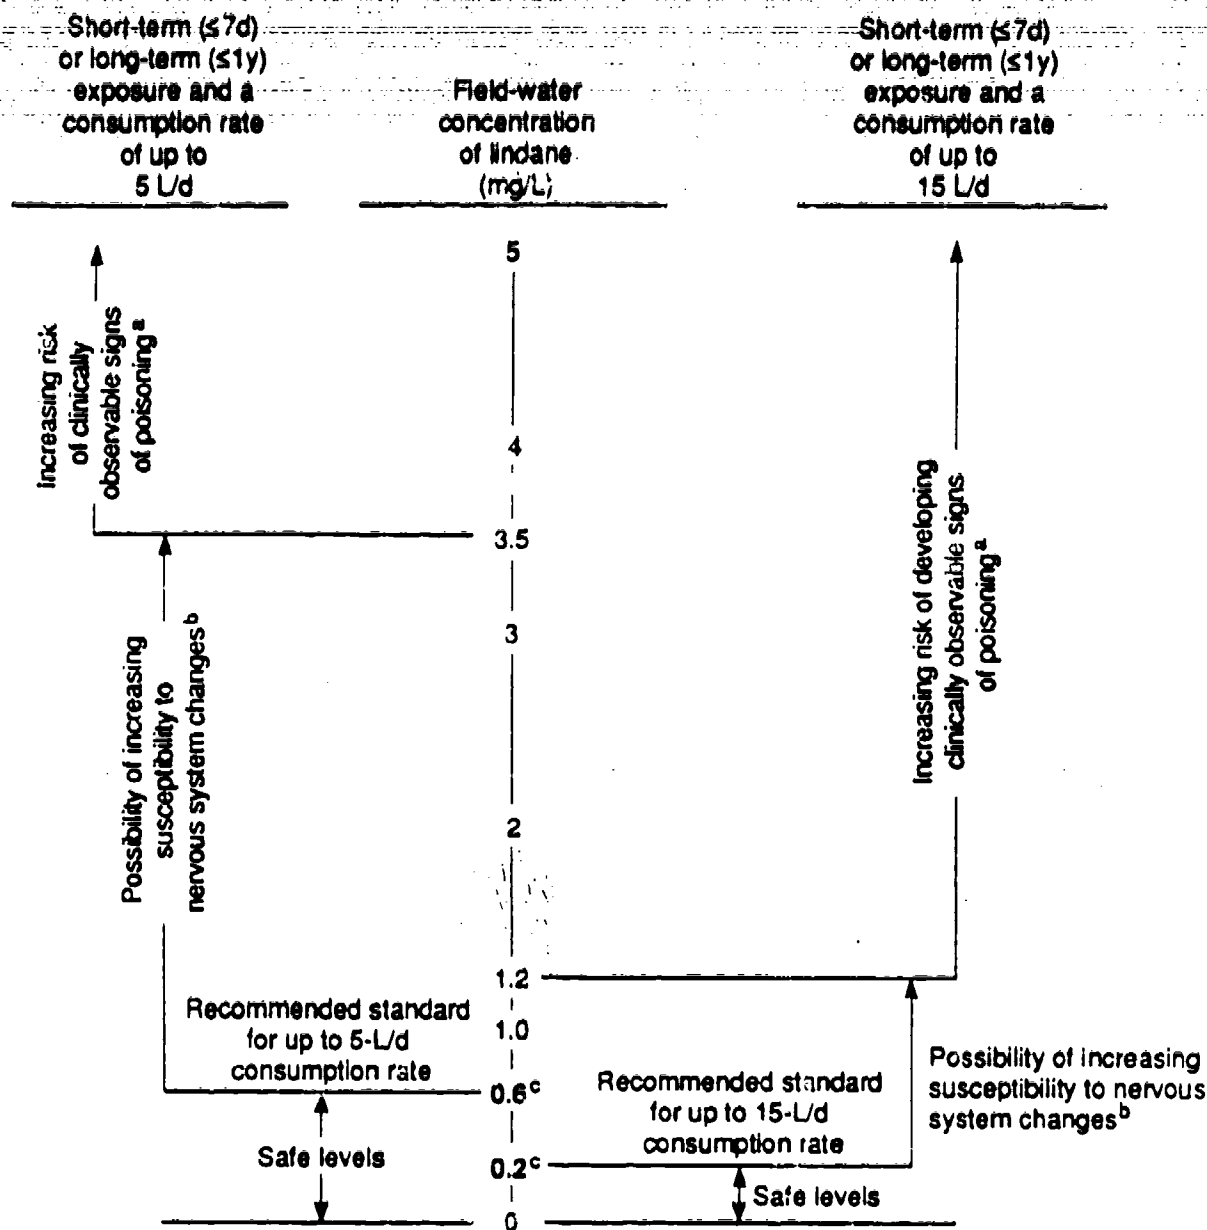 Short-term (≤7d)
or long-term (≤1y)
exposure and a
consumption rate
of up to
5 L/d
Field-water
concentration
of lindane
(mg/L)
Short-term (≤7d)
or long-term (≤1y)
exposure and a
consumption rate
of up to
15 L/d
Increasing risk
of clinically
observable signs
of poisoning a
Possibility of increasing
susceptibility to
nervous system changes b
5
4
3.5
3
2
1.2
1.0
0.6 c
0.2 c
0
Recommended standard
for up to 5-L/d
consumption rate
Safe levels
Recommended standard
for up to 15-L/d
consumption rate
Safe levels
Increasing risk of developing
clinically observable signs
of poisoning a
Possibility of increasing
susceptibility to nervous
system changes b